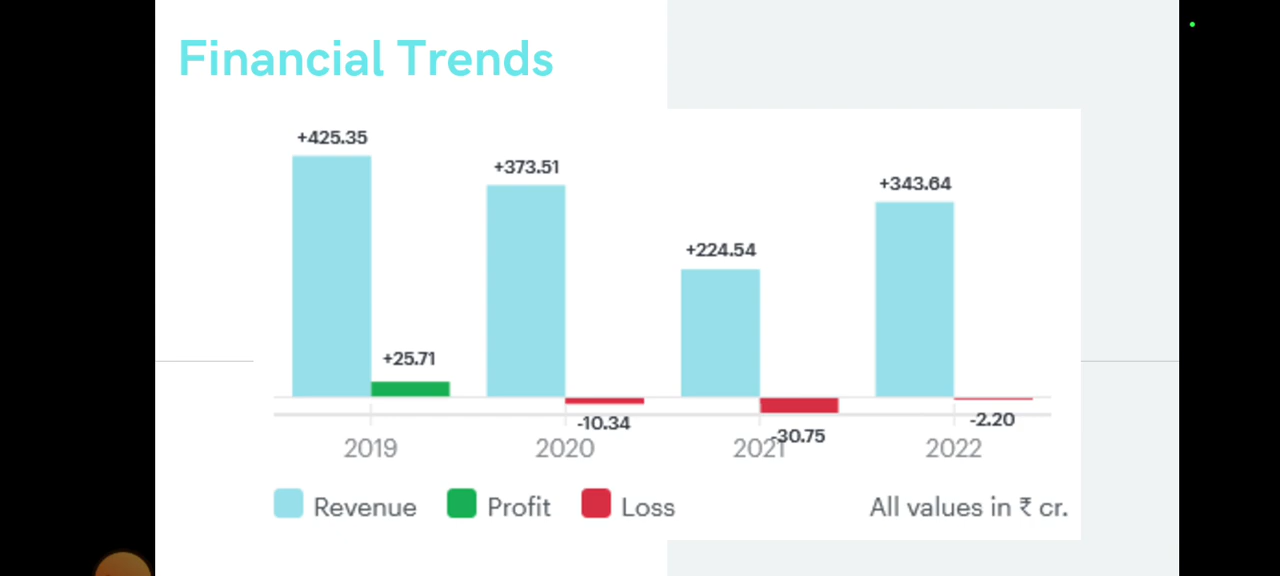 Financial Trends
+425.35
+373.51
+343.64
+224.54
+25.71
-10.34
-30.75
-2.20
2019 2020 2021 2022
Revenue Profit Loss All values in ₹ cr.